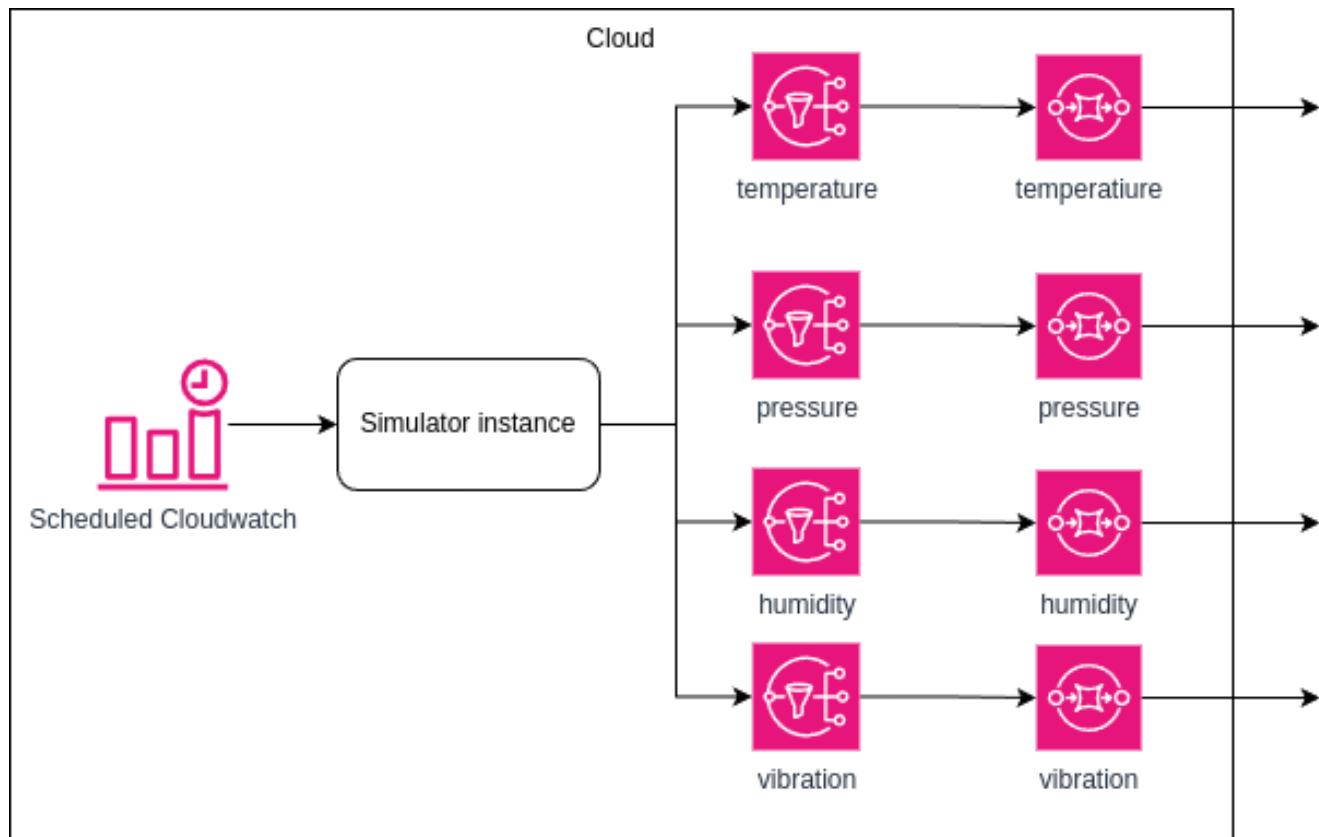 Cloud
temperature
temperatiure
pressure
pressure
Simulator instance
Scheduled Cloudwatch
humidity
humidity
vibration
vibration